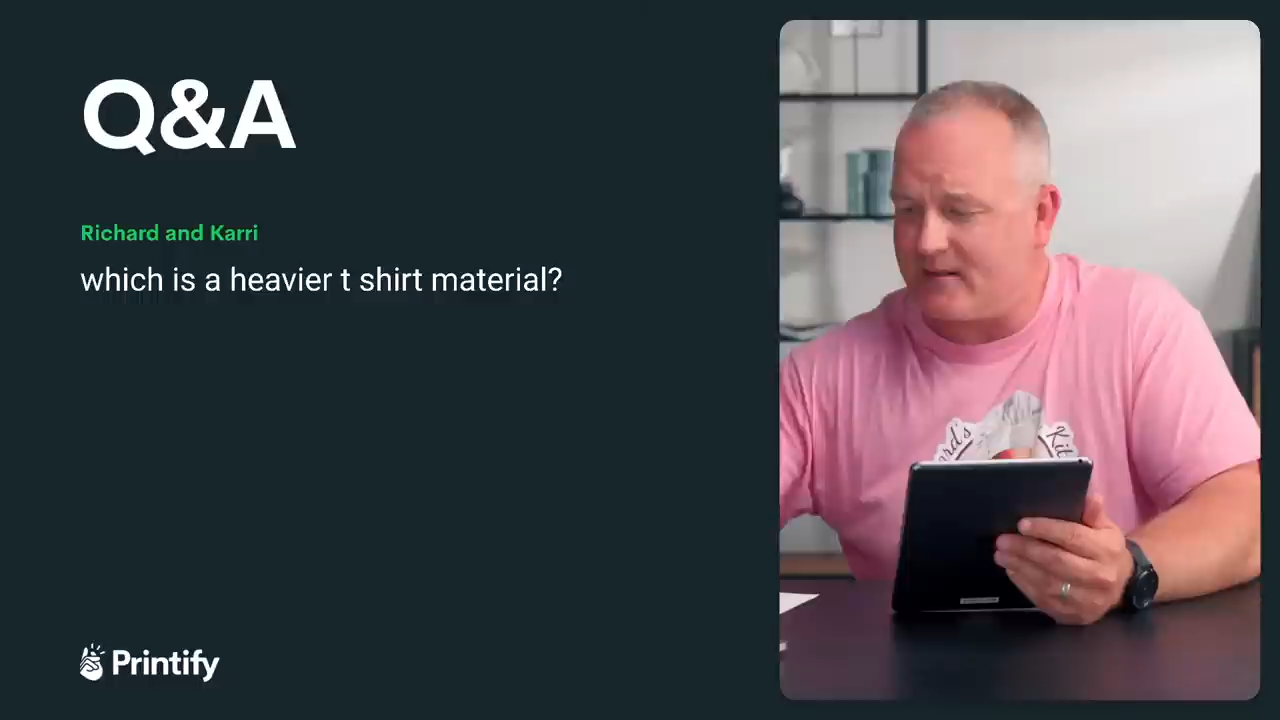 Q&A
Richard and Karri
which is a heavier t shirt material?
Printify